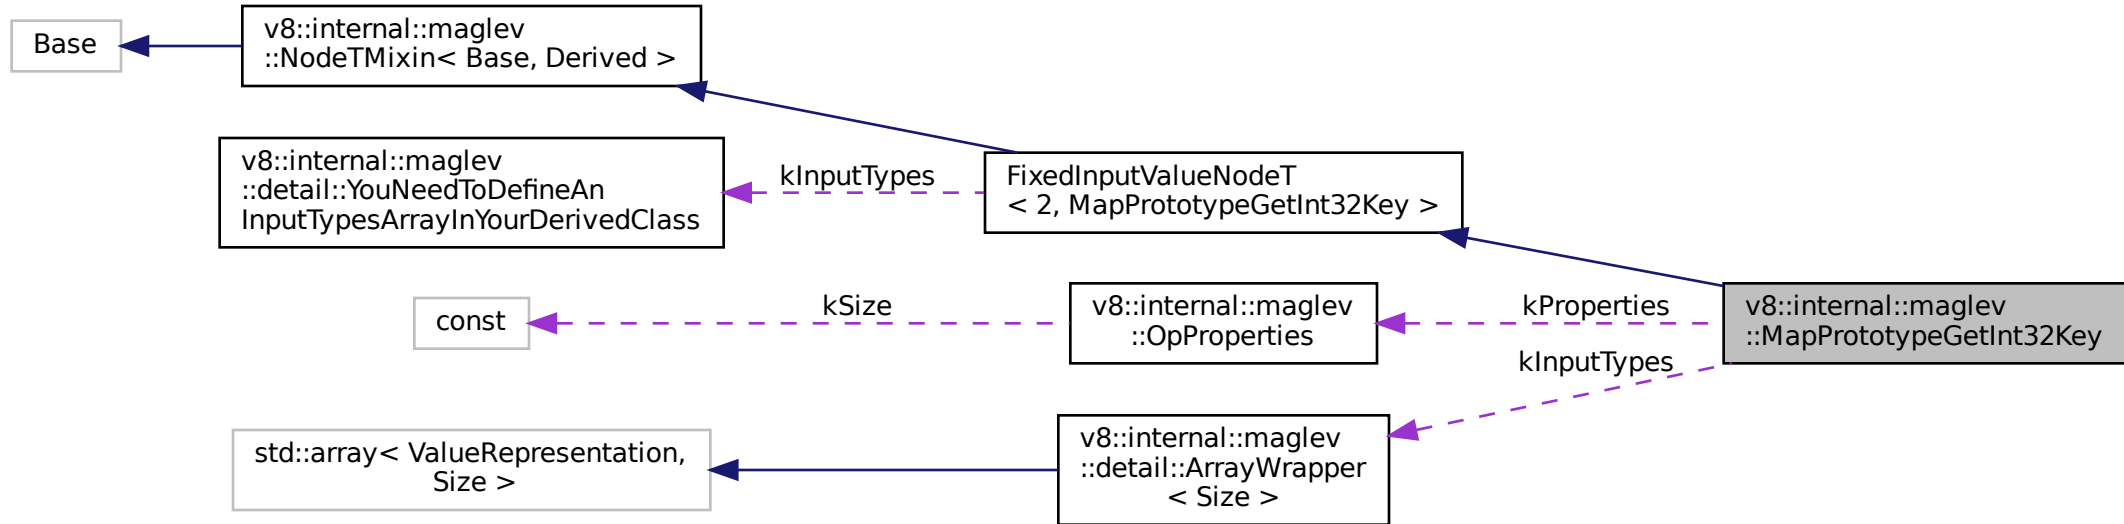 Base
v8::internal::maglev
::NodeTMixin< Base, Derived >
v8::internal::maglev
::detail::YouNeedToDefineAn
InputTypesArrayInYourDerivedClass
kInputTypes
FixedInputValueNodeT
< 2, MapPrototypeGetInt32Key >
const
kSize
v8::internal::maglev
::OpProperties
kProperties
v8::internal::maglev
::MapPrototypeGetInt32Key
kInputTypes
std::array< ValueRepresentation,
Size >
v8::internal::maglev
::detail::ArrayWrapper
< Size >